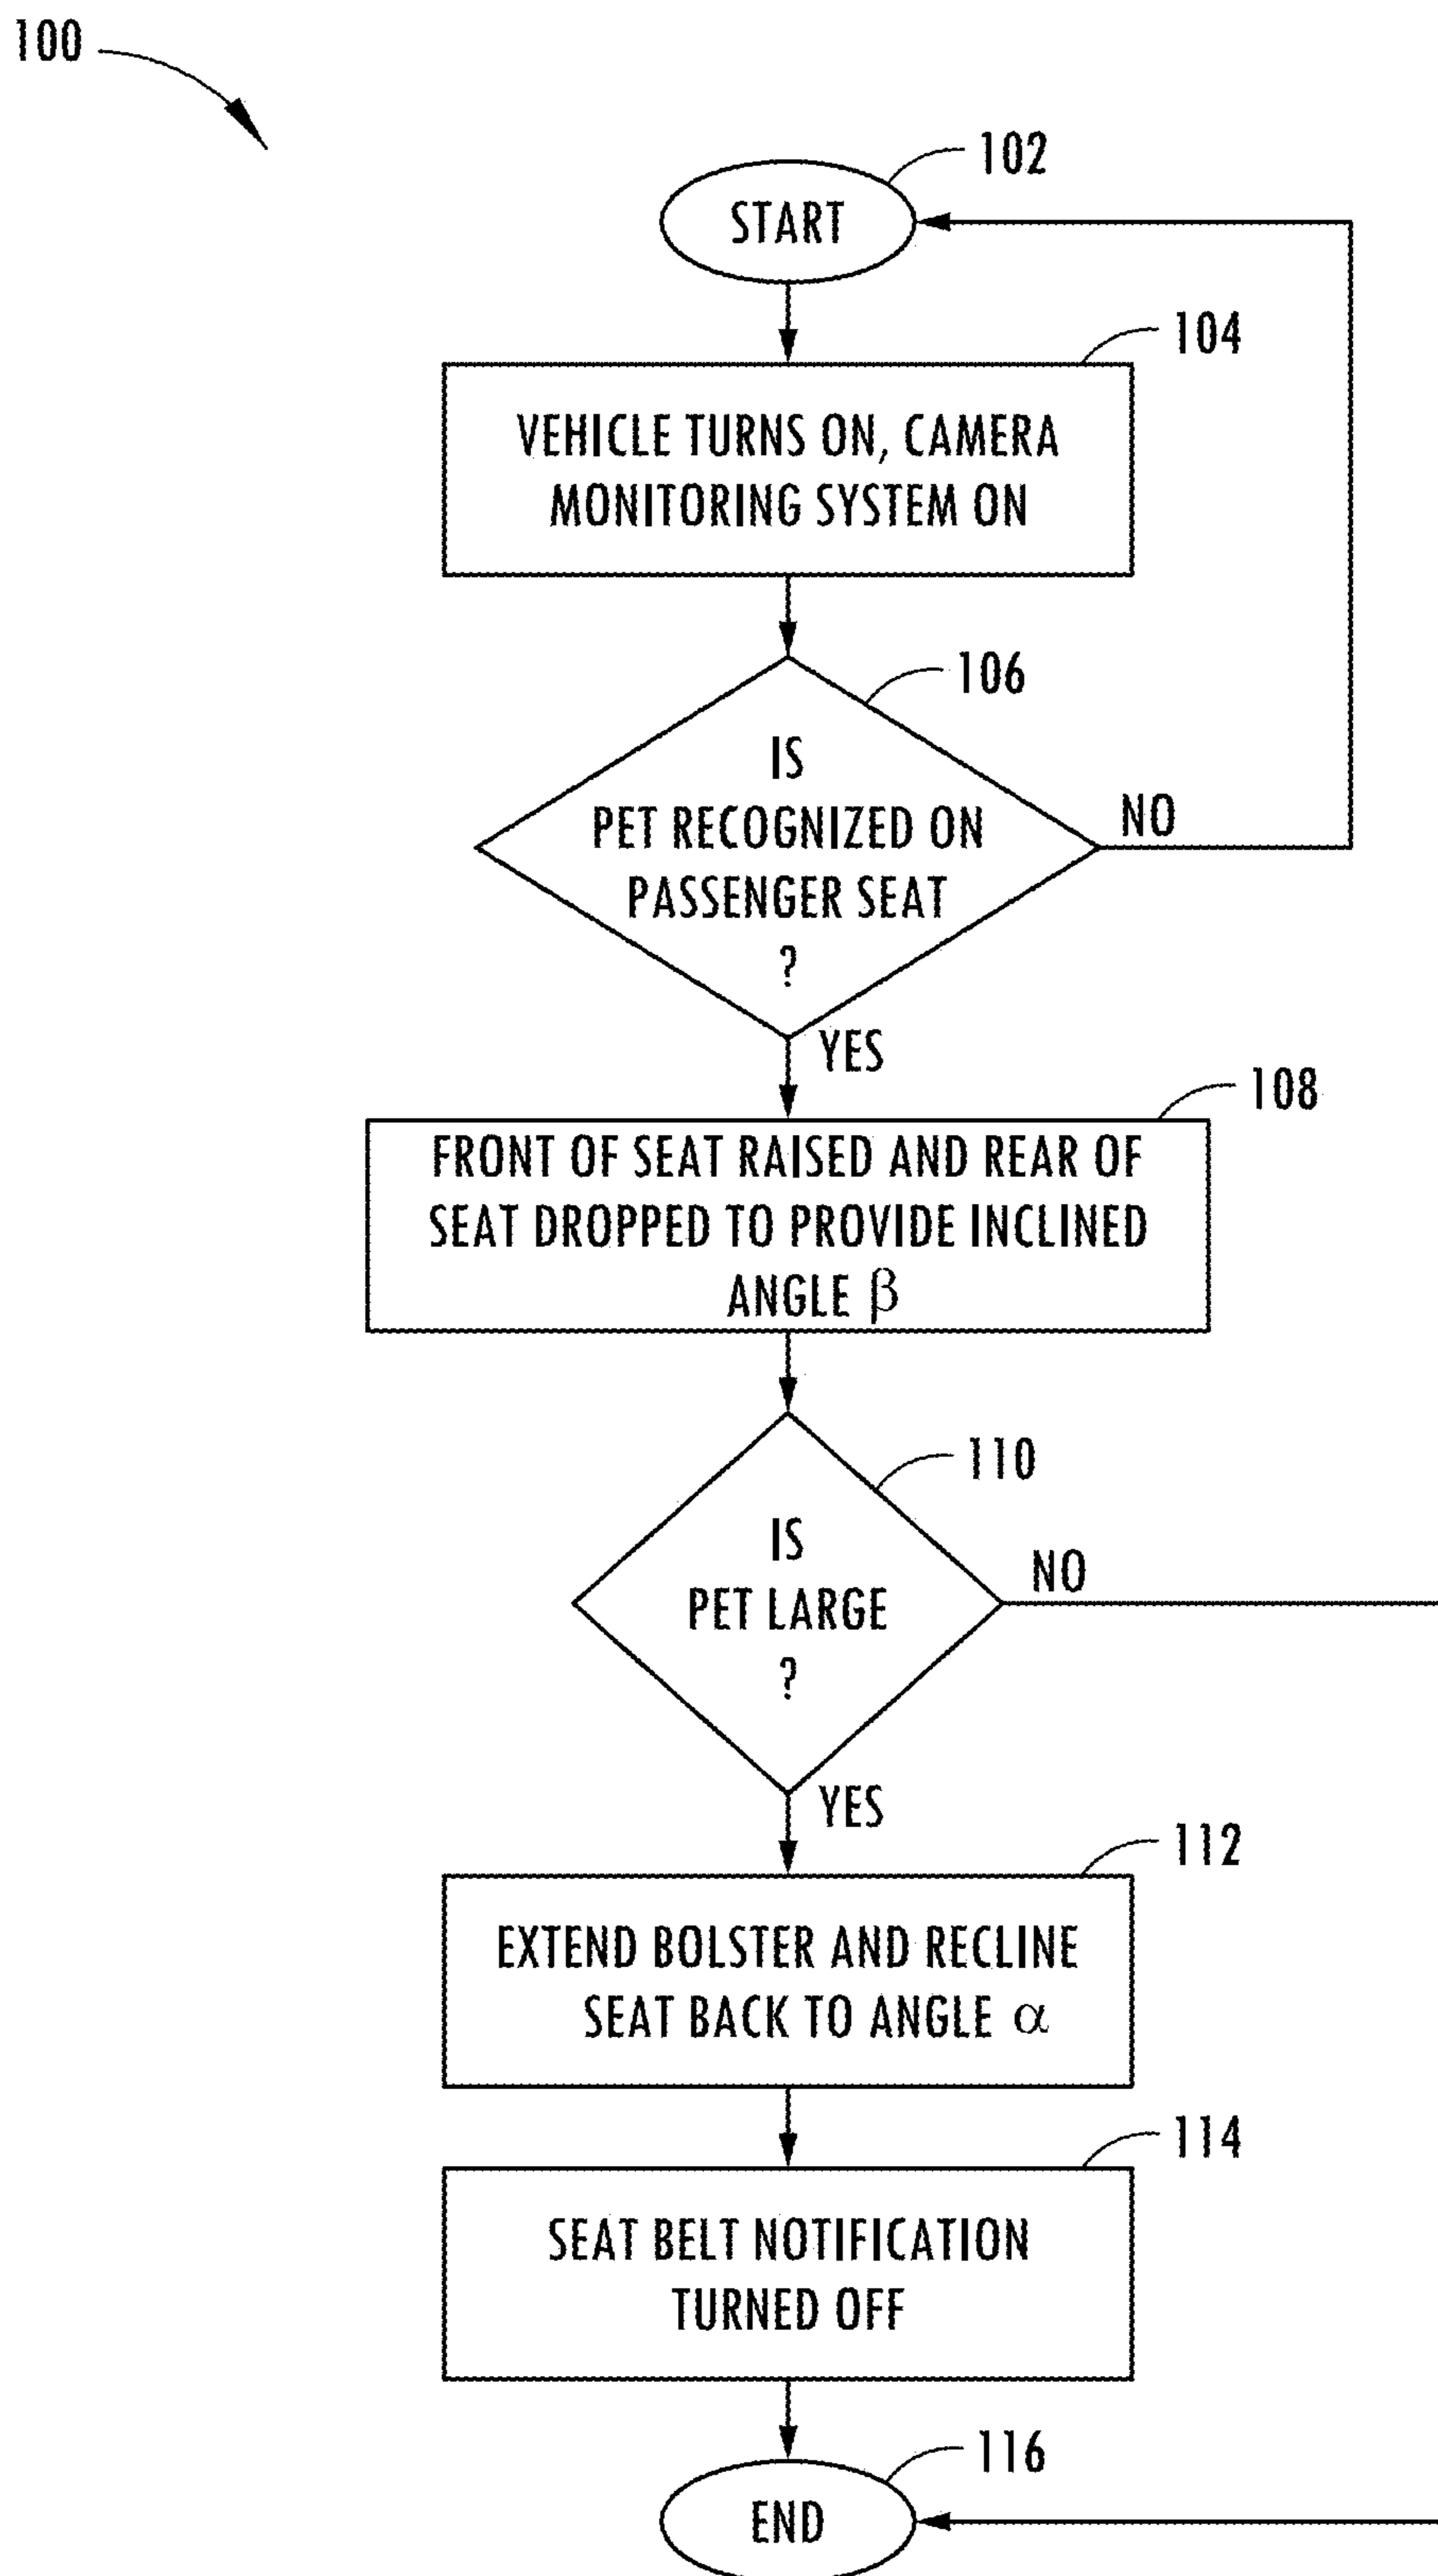 100
102
START
104
VEHICLE TURNS ON, CAMERA
MONITORING SYSTEM ON
106
IS
PET RECOGNIZED ON
PASSENGER SEAT
?
NO
YES
108
FRONT OF SEAT RAISED AND REAR OF
SEAT DROPPED TO PROVIDE INCLINED
ANGLE β
110
IS
PET LARGE
?
NO
YES
112
EXTEND BOLSTER AND RECLINE
SEAT BACK TO ANGLE α
114
SEAT BELT NOTIFICATION
TURNED OFF
116
END